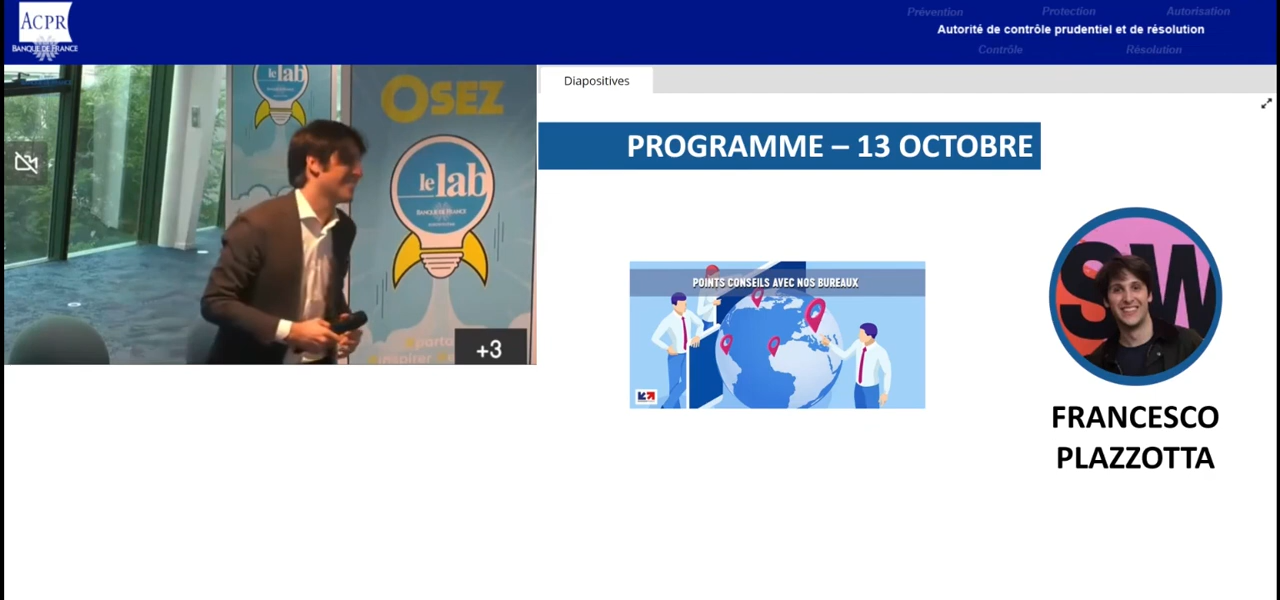 ACPR
BANQUE DE FRANCE
Prévention
Protection
Autorisation
Autorité de contrôle prudentiel et de résolution
Contrôle
Résolution
Diapositives
le lab
OSEZ
le lab
BANQUE DE FRANCE
+3
PROGRAMME – 13 OCTOBRE
POINTS CONSEILS AVEC NOS BUREAUX
SW
FRANCESCO
PLAZZOTTA